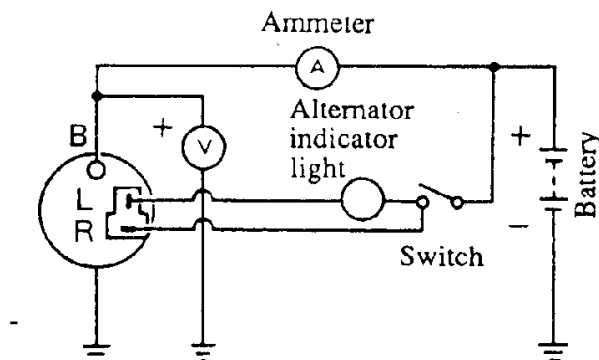 Ammeter
A
Alternator
indicator
light
B
+
V
+
Battery
L
R
−
Switch